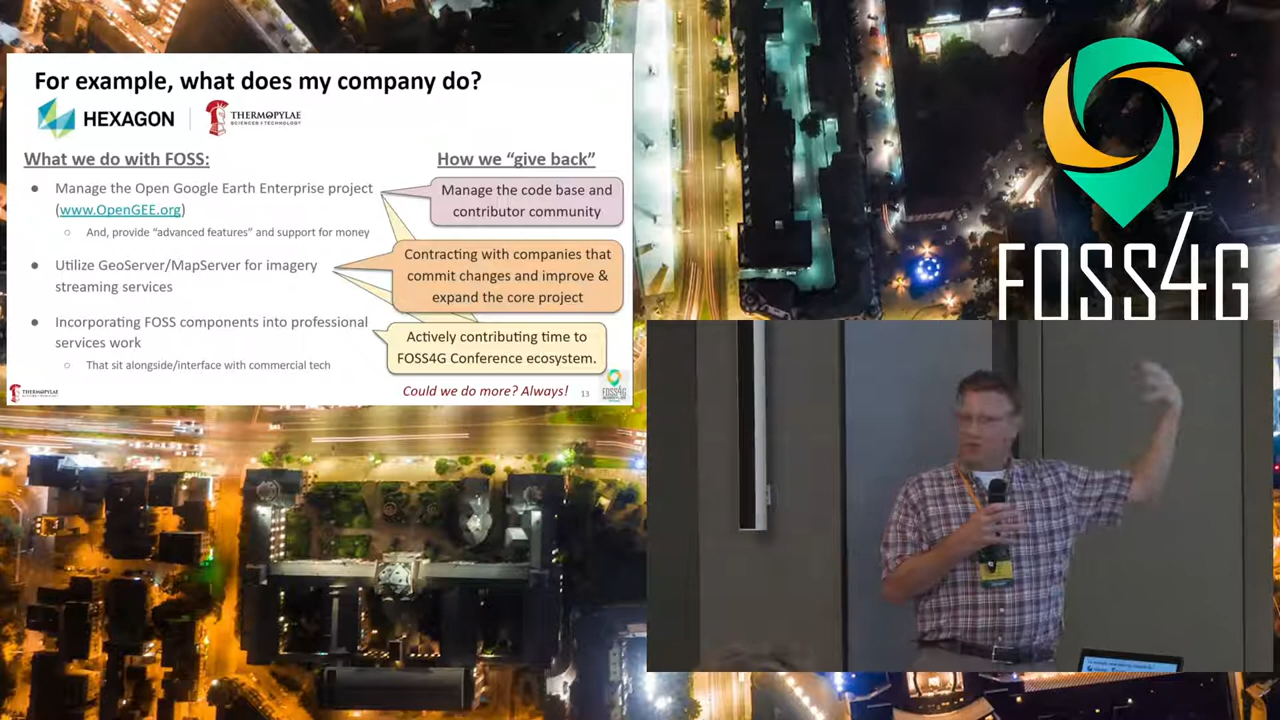 For example, what does my company do?
HEXAGON
THERMOPYLAE
SCIENCES & TECHNOLOGY
What we do with FOSS:
● Manage the Open Google Earth Enterprise project
(www.OpenGEE.org)
○ And, provide “advanced features” and support for money
● Utilize GeoServer/MapServer for imagery
streaming services
● Incorporating FOSS components into professional
services work
○ That sit alongside/interface with commercial tech
How we “give back”
Manage the code base and
contributor community
Contracting with companies that
commit changes and improve &
expand the core project
Actively contributing time to
FOSS4G Conference ecosystem.
Could we do more? Always!
13
THERMOPYLAE
FOSS4G
FOSS4G